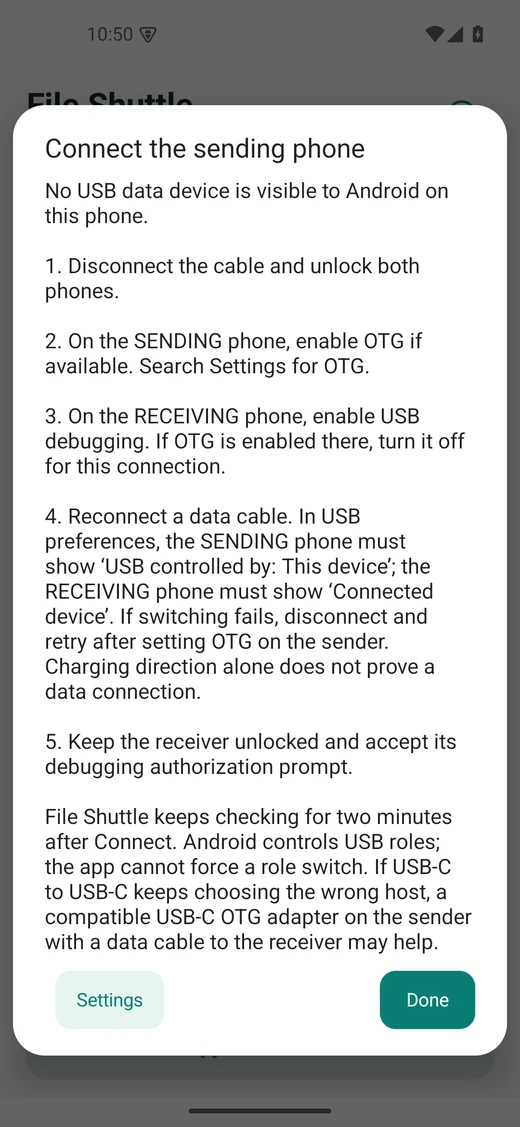 10:50
File Shuttle
Connect the sending phone
No USB data device is visible to Android on
this phone.
1. Disconnect the cable and unlock both
phones.
2. On the SENDING phone, enable OTG if
available. Search Settings for OTG.
3. On the RECEIVING phone, enable USB
debugging. If OTG is enabled there, turn it off
for this connection.
4. Reconnect a data cable. In USB
preferences, the SENDING phone must
show ‘USB controlled by: This device’; the
RECEIVING phone must show ‘Connected
device’. If switching fails, disconnect and
retry after setting OTG on the sender.
Charging direction alone does not prove a
data connection.
5. Keep the receiver unlocked and accept its
debugging authorization prompt.
File Shuttle keeps checking for two minutes
after Connect. Android controls USB roles;
the app cannot force a role switch. If USB-C
to USB-C keeps choosing the wrong host, a
compatible USB-C OTG adapter on the sender
with a data cable to the receiver may help.
Settings
Done